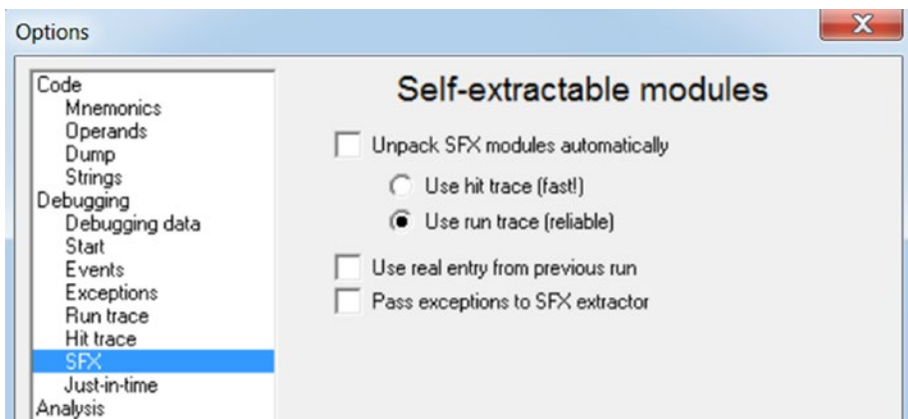 Options
Code
Mnemonics
Operands
Dump
Strings
Debugging
Debugging data
Start
Events
Exceptions
Run trace
Hit trace
SFX
Just-in-time
Analysis
Self-extractable modules
Unpack SFX modules automatically
Use hit trace (fast!)
Use run trace (reliable)
Use real entry from previous run
Pass exceptions to SFX extractor